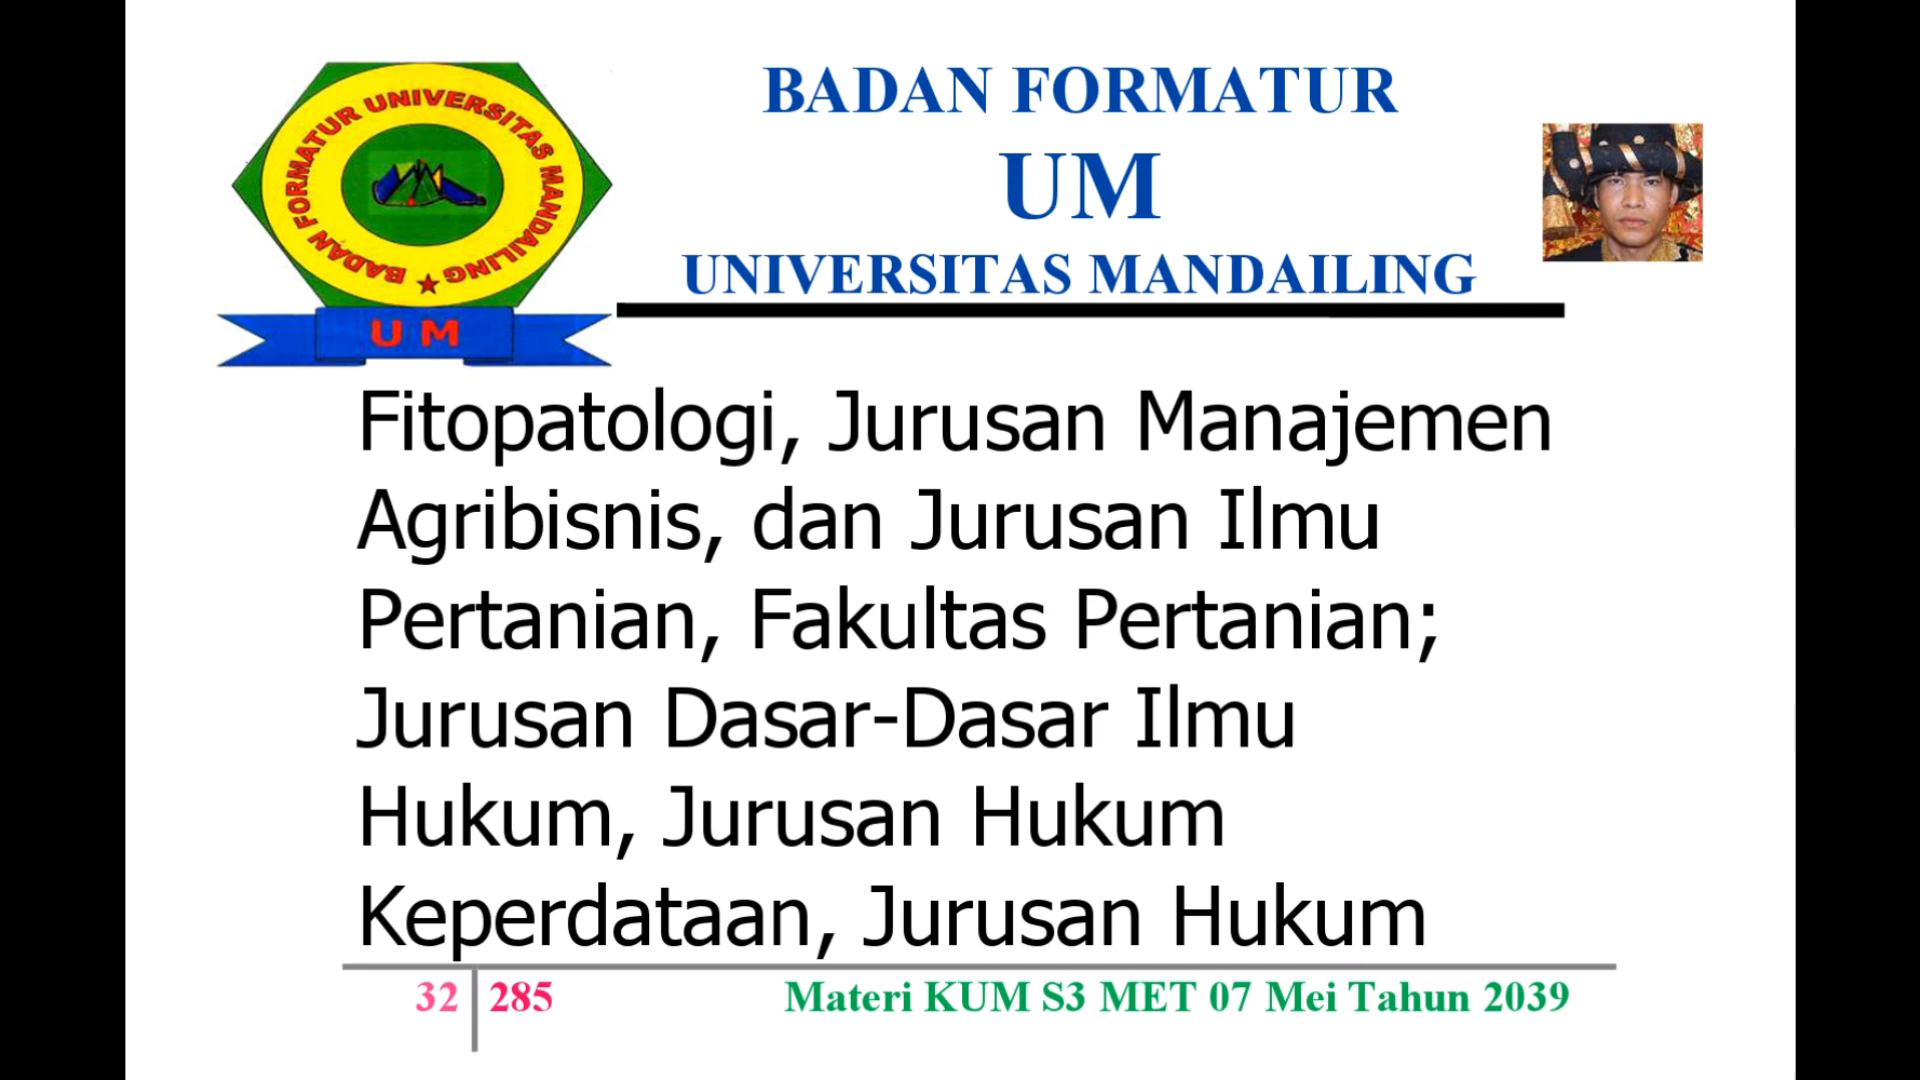 BADAN FORMATUR UNIVERSITAS MANDAILING
U M
BADAN FORMATUR
UM
UNIVERSITAS MANDAILING
Fitopatologi, Jurusan Manajemen
Agribisnis, dan Jurusan Ilmu
Pertanian, Fakultas Pertanian;
Jurusan Dasar-Dasar Ilmu
Hukum, Jurusan Hukum
Keperdataan, Jurusan Hukum
32 285 Materi KUM S3 MET 07 Mei Tahun 2039